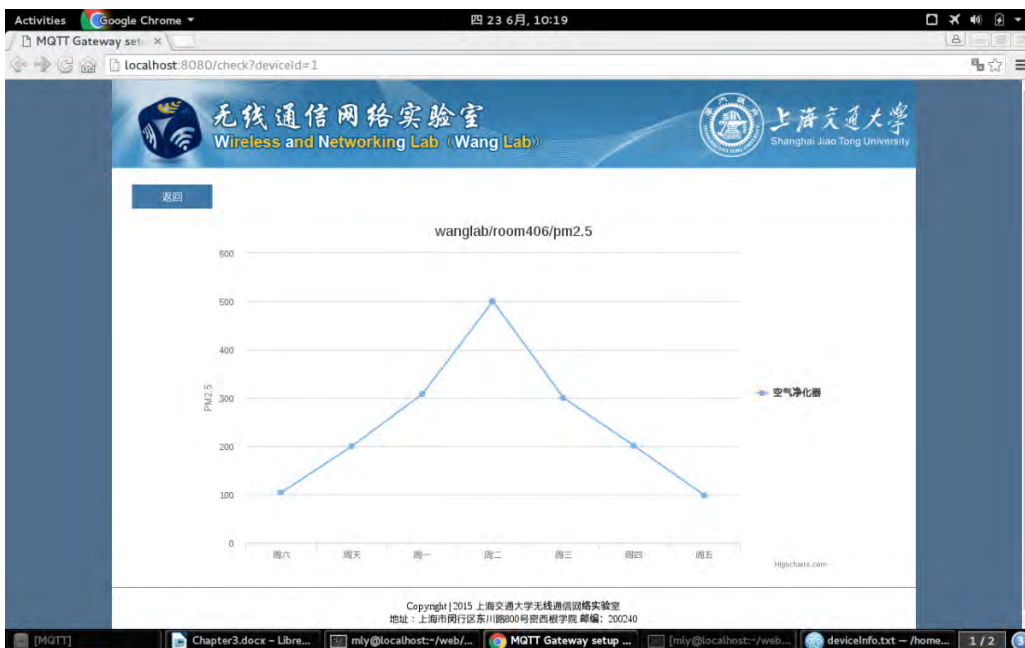 Activities Google Chrome 四 23 6月, 10:19
MQTT Gateway set
localhost:8080/check?deviceId=1
无线通信网络实验室
Wireless and Networking Lab (Wang Lab)
上海交通大学
Shanghai Jiao Tong University
返回
wanglab/room406/pm2.5
600
500
400
300
200
100
0
PM2.5
空气净化器
周六 周天 周一 周二 周三 周四 周五
Highcharts.com
Copyright | 2015 上海交通大学无线通信网络实验室
地址：上海市闵行区东川路800号密西根学院 邮编：200240
[MQTT] Chapter3.docx – Libre... mly@localhost:~/web/... MQTT Gateway setup ... [mly@localhost:~/web... deviceInfo.txt — /home... 1 / 2